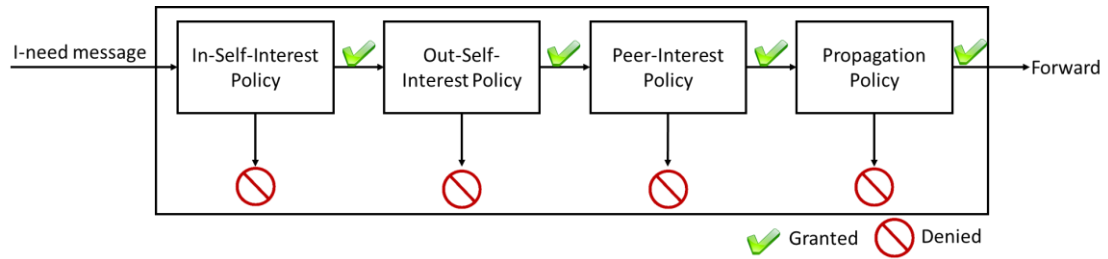 I-need message
In-Self-Interest
Policy
Out-Self-
Interest Policy
Peer-Interest
Policy
Propagation
Policy
Forward
Granted
Denied